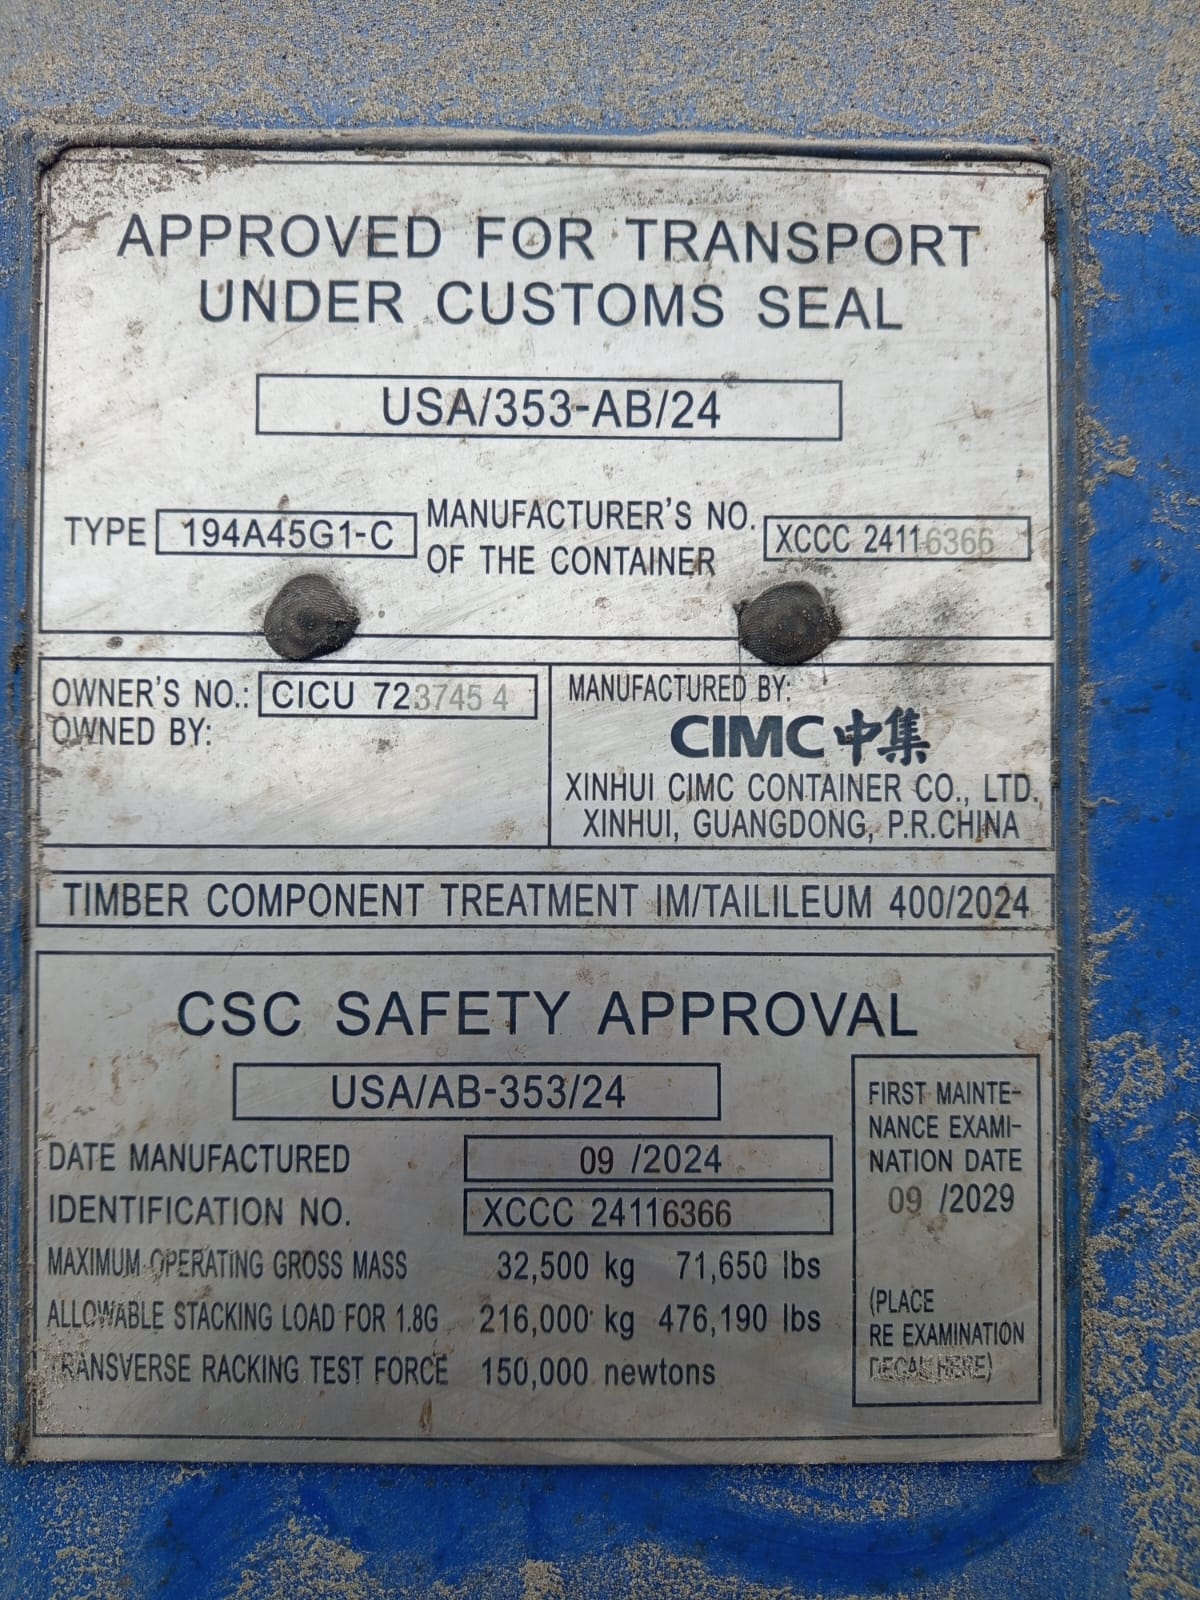 APPROVED FOR TRANSPORT
UNDER CUSTOMS SEAL
USA/353-AB/24
TYPE 194A45G1-C
MANUFACTURER'S NO.
OF THE CONTAINER
XCCC 24116366
OWNER'S NO.: CICU 723745 4
OWNED BY:
MANUFACTURED BY:
CIMC 中集
XINHUI CIMC CONTAINER CO., LTD.
XINHUI, GUANGDONG, P.R.CHINA
TIMBER COMPONENT TREATMENT IM/TAILILEUM 400/2024
CSC SAFETY APPROVAL
USA/AB-353/24
DATE MANUFACTURED 09 /2024
IDENTIFICATION NO. XCCC 24116366
MAXIMUM OPERATING GROSS MASS 32,500 kg 71,650 lbs
ALLOWABLE STACKING LOAD FOR 1.8G 216,000 kg 476,190 lbs
TRANSVERSE RACKING TEST FORCE 150,000 newtons
FIRST MAINTE-
NANCE EXAMI-
NATION DATE
09 /2029
(PLACE
RE EXAMINATION
DECAL HERE)